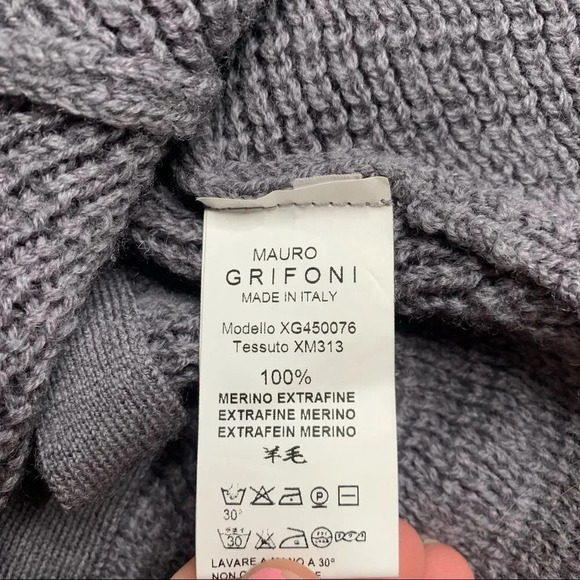 MAURO
GRIFONI
MADE IN ITALY
Modello XG450076
Tessuto XM313
100%
MERINO EXTRAFINE
EXTRAFINE MERINO
EXTRAFEIN MERINO
羊毛
30°
30
LAVARE A MANO A 30°